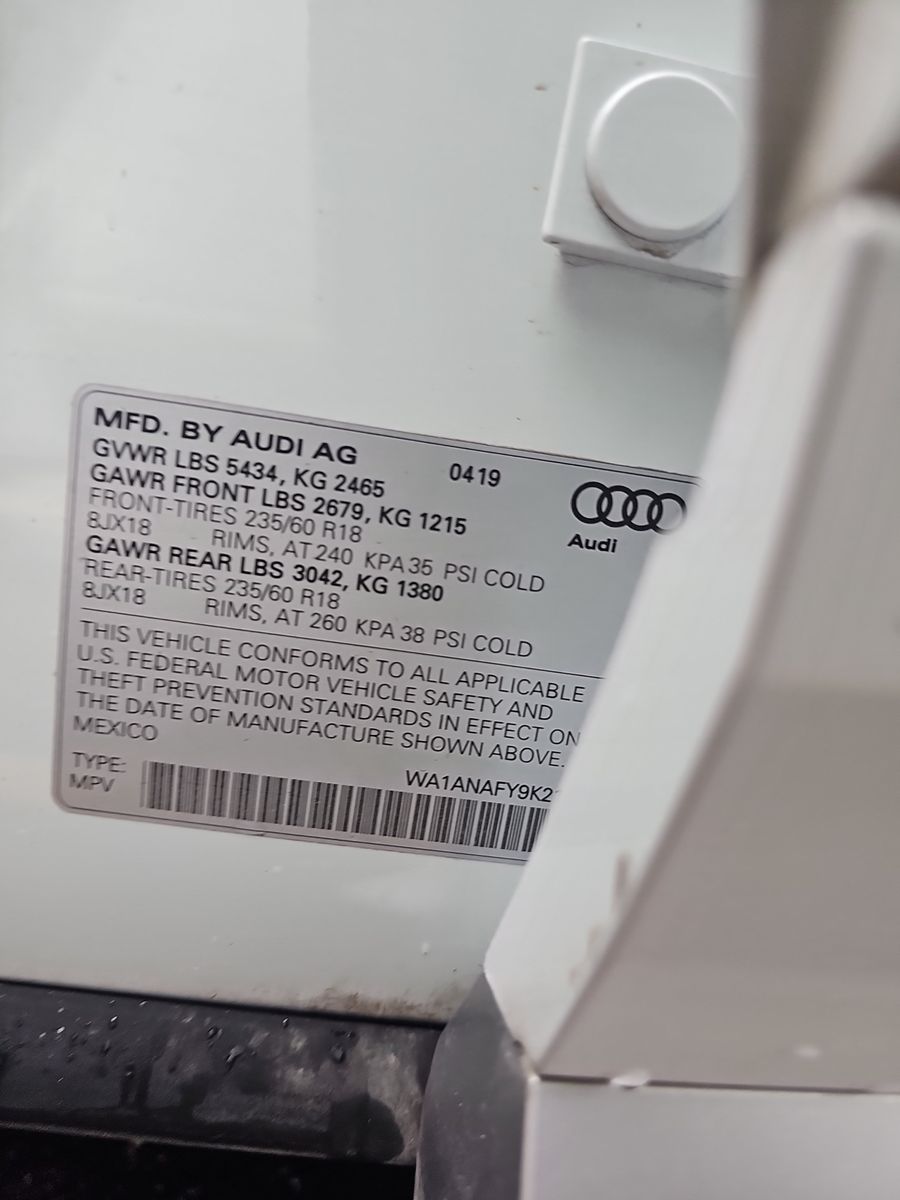 MFD. BY AUDI AG 0419
GVWR LBS 5434, KG 2465
GAWR FRONT LBS 2679, KG 1215
FRONT-TIRES 235/60 R18
8JX18 RIMS, AT 240 KPA 35 PSI COLD
GAWR REAR LBS 3042, KG 1380
REAR-TIRES 235/60 R18
8JX18 RIMS, AT 260 KPA 38 PSI COLD
Audi
THIS VEHICLE CONFORMS TO ALL APPLICABLE
U.S. FEDERAL MOTOR VEHICLE SAFETY AND
THEFT PREVENTION STANDARDS IN EFFECT ON
THE DATE OF MANUFACTURE SHOWN ABOVE.
MEXICO
TYPE:
MPV
WA1ANAFY9K2